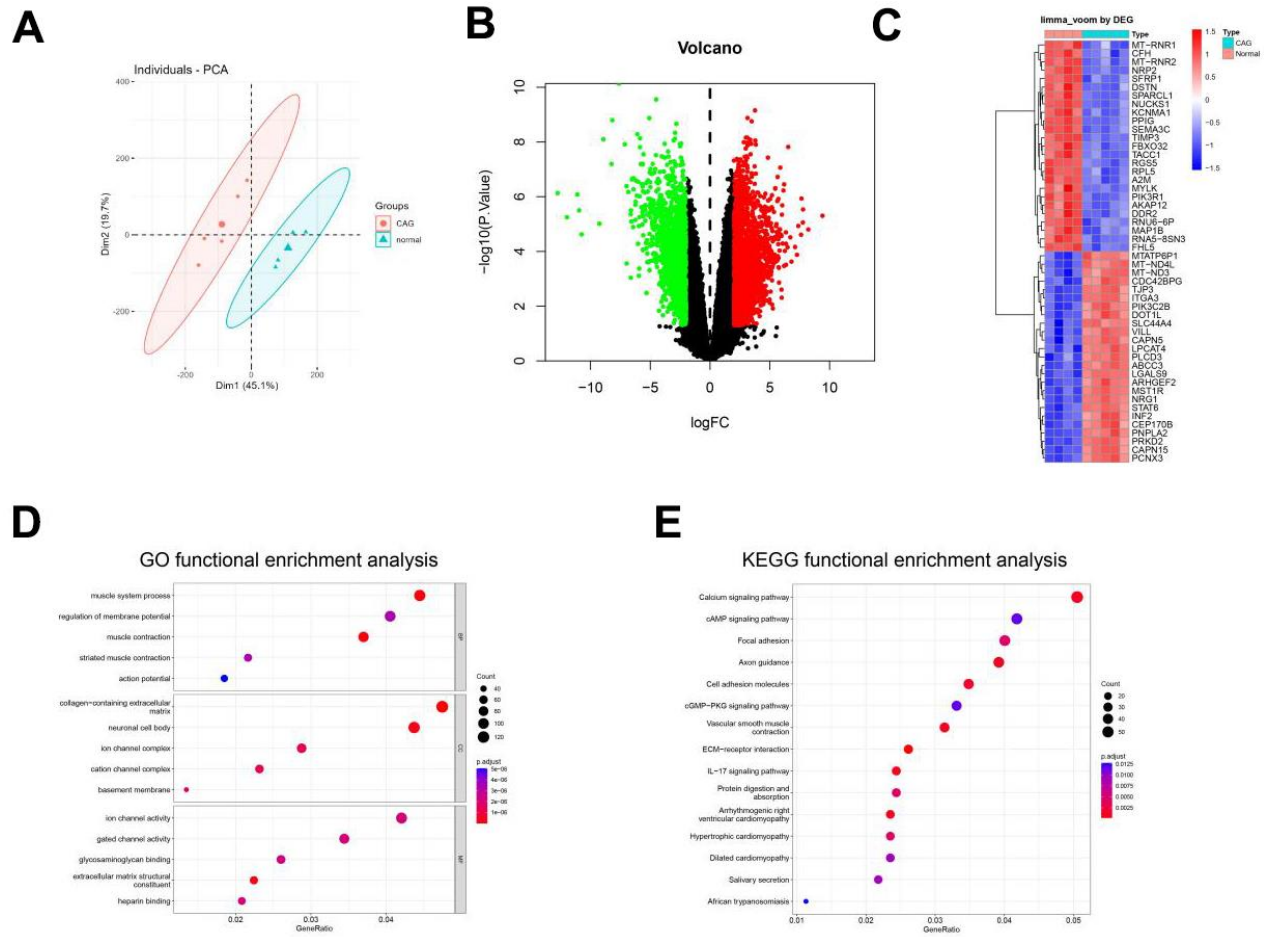 A
Individuals - PCA
400
200
0
-200
-200
0
200
Dim2 (19.7%)
Dim1 (45.1%)
Groups
CAG
normal
B
Volcano
10
8
6
4
2
0
−10
−5
0
5
10
−log10(P.Value)
logFC
C
limma_voom by DEG
Type
MT−RNR1
CFH
MT−RNR2
NRP2
SFRP1
DSTN
SPARCL1
NUCKS1
KCNMA1
PPIG
SEMA3C
TIMP3
FBXO32
TACC1
RGS5
RPL5
A2M
MYLK
PIK3R1
AKAP12
DDR2
RNU6−6P
MAP1B
RNA5−8SN3
FHL5
MTATP6P1
MT−ND4L
MT−ND3
CDC42BPG
TJP3
ITGA3
PIK3C2B
DOT1L
SLC44A4
VILL
CAPN5
LPCAT4
PLCD3
ABCC3
LGALS9
ARHGEF2
MST1R
NRG1
STAT6
INF2
CEP170B
PNPLA2
PRKD2
CAPN15
PCNX3
1.5
1
0.5
0
−0.5
−1
−1.5
Type
CAG
Normal
D
GO functional enrichment analysis
muscle system process
regulation of membrane potential
muscle contraction
striated muscle contraction
action potential
BP
collagen−containing extracellular
matrix
neuronal cell body
ion channel complex
cation channel complex
basement membrane
CC
ion channel activity
gated channel activity
glycosaminoglycan binding
extracellular matrix structural
constituent
heparin binding
MF
0.02
0.03
0.04
GeneRatio
Count
40
60
80
100
120
p.adjust
5e−06
4e−06
3e−06
2e−06
1e−06
E
KEGG functional enrichment analysis
Calcium signaling pathway
cAMP signaling pathway
Focal adhesion
Axon guidance
Cell adhesion molecules
cGMP−PKG signaling pathway
Vascular smooth muscle
contraction
ECM−receptor interaction
IL−17 signaling pathway
Protein digestion and
absorption
Arrhythmogenic right
ventricular cardiomyopathy
Hypertrophic cardiomyopathy
Dilated cardiomyopathy
Salivary secretion
African trypanosomiasis
0.01
0.02
0.03
0.04
0.05
GeneRatio
Count
20
30
40
50
p.adjust
0.0125
0.0100
0.0075
0.0050
0.0025